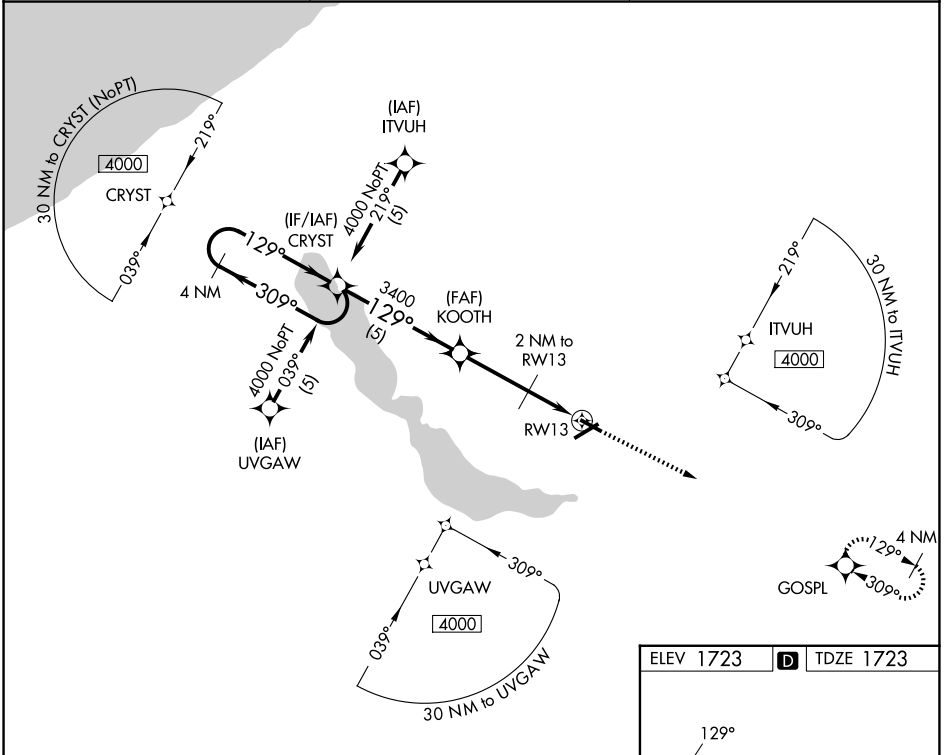 30 NM to CRYST (NoPT)
219°
4000
CRYST
039°
(IAF)
ITVUH
4000 NoPT
219°
(5)
(IF/IAF)
CRYST
129°
4 NM
309°
3400
129°
(5)
(FAF)
KOOTH
2 NM to
RW13
RW13
4000 NoPT
039°
(5)
(IAF)
UVGAW
219°
30 NM to ITVUH
ITVUH
4000
309°
309°
UVGAW
4000
039°
30 NM to UVGAW
4 NM
129°
309°
GOSPL
ELEV 1723 D TDZE 1723
129°